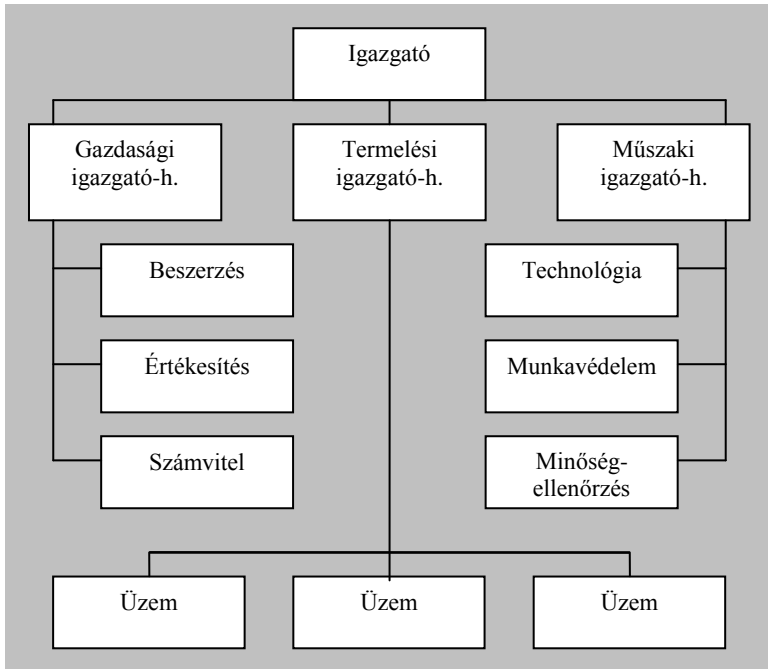 Igazgató
Gazdasági
igazgató-h.
Termelési
igazgató-h.
Műszaki
igazgató-h.
Beszerzés
Technológia
Értékesítés
Munkavédelem
Számvitel
Minőség-
ellenőrzés
Üzem
Üzem
Üzem